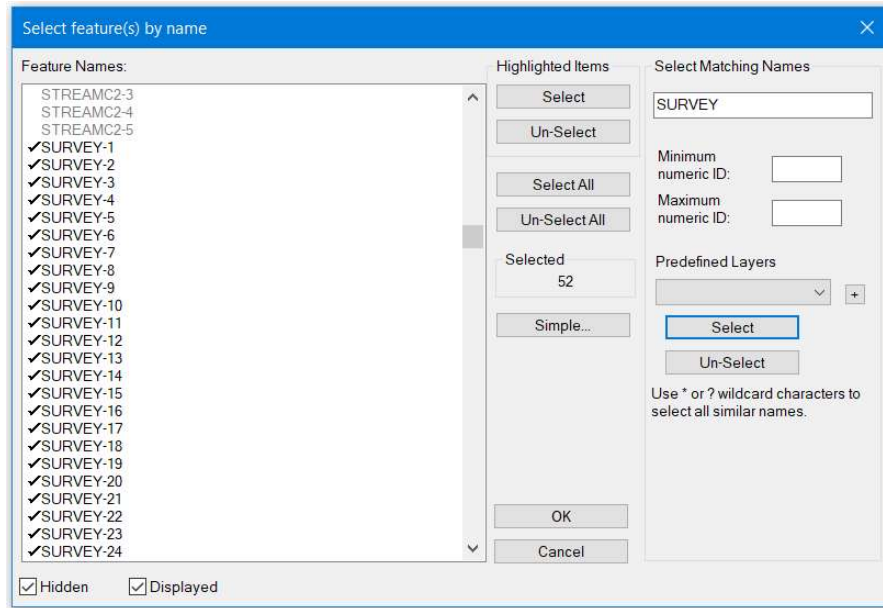 Select feature(s) by name
Feature Names:
STREAMC2-3
STREAMC2-4
STREAMC2-5
SURVEY-1
SURVEY-2
SURVEY-3
SURVEY-4
SURVEY-5
SURVEY-6
SURVEY-7
SURVEY-8
SURVEY-9
SURVEY-10
SURVEY-11
SURVEY-12
SURVEY-13
SURVEY-14
SURVEY-15
SURVEY-16
SURVEY-17
SURVEY-18
SURVEY-19
SURVEY-20
SURVEY-21
SURVEY-22
SURVEY-23
SURVEY-24
Hidden
Displayed
Highlighted Items
Select
Un-Select
Select All
Un-Select All
Selected
52
Simple...
OK
Cancel
Select Matching Names
SURVEY
Minimum
numeric ID:
Maximum
numeric ID:
Predefined Layers
+
Select
Un-Select
Use * or ? wildcard characters to
select all similar names.